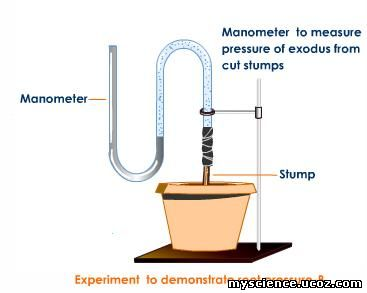 Manometer to measure
pressure of exodus from
cut stumps
Manometer
Stump
Experiment to demonstrate root pressure-B
myscience.ucoz.com